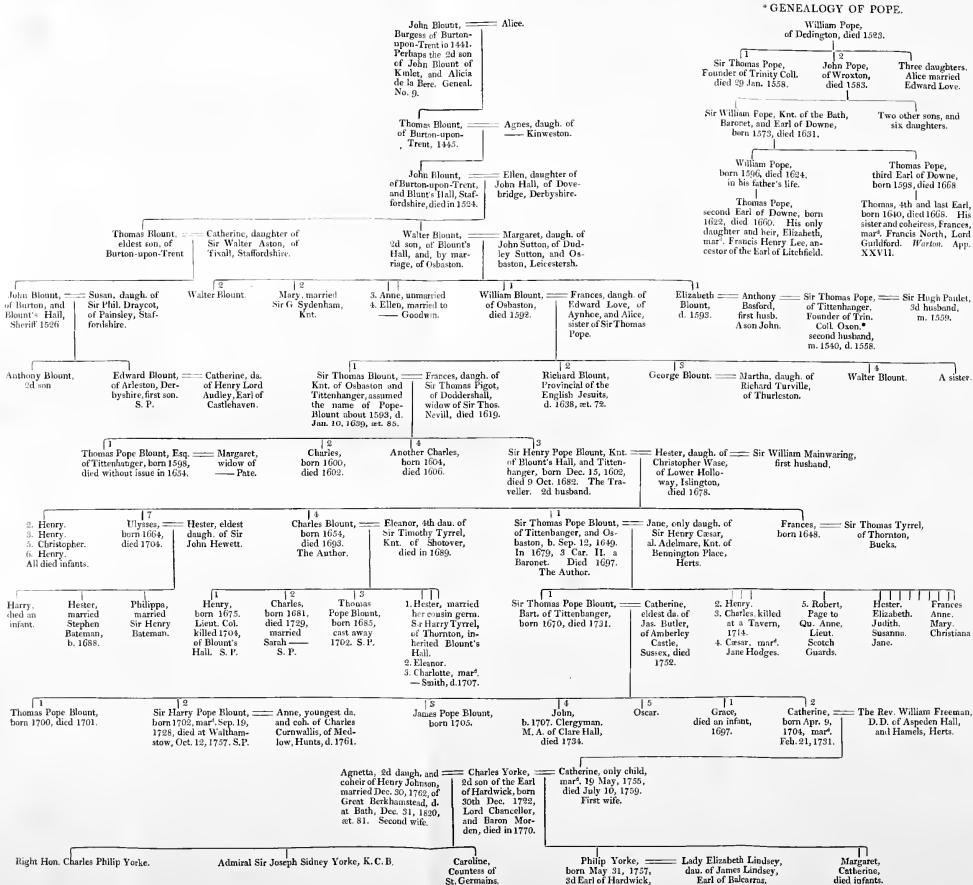 * GENEALOGY OF POPE.
William Pope,
of Dedington, died 1523.
1
Sir Thomas Pope,
Founder of Trinity Coll.
died 29 Jan. 1558.
2
John Pope,
of Wroxton,
died 1583.
Three daughters.
Alice married
Edward Love.
Sir William Pope, Knt. of the Bath,
Baronet, and Earl of Downe,
born 1573, died 1631.
Two other sons, and
six daughters.
William Pope,
born 1596, died 1624,
in his father's life.
Thomas Pope,
third Earl of Downe,
born 1598, died 1668
Thomas Pope,
second Earl of Downe, born
1622, died 1660. His only
daughter and heir, Elizabeth,
mard. Francis Henry Lee, an-
cestor of the Earl of Litchfield.
Thomas, 4th and last Earl,
born 1640, died 1668. His
sister and coheiress, Frances,
mard. Francis North, Lord
Guildford. Warton. App.
XXVII.
John Blount, == Alice.
Burgess of Burton-
upon-Trent in 1441.
Perhaps the 2d son
of John Blount of
Kinlet, and Alicia
de la Bere. Geneal.
No. 9.
Thomas Blount, == Agnes, daugh. of
of Burton-upon- —— Kinweston.
Trent, 1445.
John Blount, == Ellen, daughter of
of Burton-upon-Trent, John Hall, of Dove-
and Blunt's Hall, Staf- bridge, Derbyshire.
fordshire, died in 1524.
Thomas Blount, == Catherine, daughter of
eldest son, of Sir Walter Aston, of
Burton-upon-Trent Tixall, Staffordshire.
Walter Blount, == Margaret, daugh. of
2d son, of Blount's John Sutton, of Dud-
Hall, and, by mar- ley Sutton, and Os-
riage, of Osbaston. baston, Leicestersh.
John Blount, == Susan, daugh. of
of Burton, and Sir Phil. Draycot,
Blount's Hall, of Painsley, Staf-
Sheriff 1526 fordshire.
2
Walter Blount.
2
Mary, married
Sir G Sydenham,
Knt.
3. Anne, unmarried
4. Ellen, married to
—— Goodwin.
1
William Blount, == Frances, daugh. of
of Osbaston, Edward Love, of
died 1592. Aynhoe, and Alice,
sister of Sir Thomas
Pope.
1
Elizabeth == Anthony == Sir Thomas Pope, == Sir Hugh Paulet,
Blount, Basford, of Tittenhanger, 3d husband,
d. 1593. first husb. Founder of Trin. m. 1559.
A son John. Coll. Oxon.*
second husband,
m. 1540, d. 1558.
Anthony Blount,
2d son
Edward Blount, == Catherine, da.
of Arleston, Der- of Henry Lord
byshire, first son. Audley, Earl of
S. P. Castlehaven.
1
Sir Thomas Blount, == Frances, daugh. of
Knt. of Osbaston and Sir Thomas Pigot,
Tittenhanger, assumed of Doddershall,
the name of Pope- widow of Sir Thos.
Blount about 1593, d. Nevill, died 1619.
Jan. 10, 1639, æt. 85.
2
Richard Blount,
Provincial of the
English Jesuits,
d. 1638, æt. 72.
3
George Blount. == Martha, daugh. of
Richard Turville,
of Thurleston.
4
Walter Blount.
A sister.
1
Thomas Pope Blount, Esq. == Margaret,
of Tittenhanger, born 1598, widow of
died without issue in 1654. —— Pate.
2
Charles,
born 1600,
died 1602.
4
Another Charles,
born 1604,
died 1606.
3
Sir Henry Pope Blount, Knt. == Hester, daugh. of == Sir William Mainwaring,
of Blount's Hall, and Titten- Christopher Wase, first husband,
hanger, born Dec. 15, 1602, of Lower Hollo-
died 9 Oct. 1682. The Tra- way, Islington,
veller. 2d husband. died 1678.
2. Henry.
3. Henry.
5. Christopher.
6. Henry.
All died infants.
7
Ulysses, == Hester, eldest
born 1664, daugh. of Sir
died 1704. John Hewett.
4
Charles Blount, == Eleanor, 4th dau. of
born 1654, Sir Timothy Tyrrel,
died 1693. Knt. of Shotover,
The Author. died in 1689.
1
Sir Thomas Pope Blount, == Jane, only daugh. of
of Tittenhanger, and Os- Sir Henry Cæsar,
baston, b. Sep. 12, 1649. al. Adelmare, Knt. of
In 1679, 3 Car. II. a Bennington Place,
Baronet. Died 1697. Herts.
The Author.
Frances, == Sir Thomas Tyrrel,
born 1648. of Thornton,
Bucks.
Harry,
died an
infant.
Hester,
married
Stephen
Bateman,
b. 1688.
Philippa,
married
Sir Henry
Bateman.
1
Henry,
born 1675.
Lieut. Col.
killed 1704,
of Blount's
Hall. S. P.
2
Charles,
born 1681,
died 1729,
married
Sarah ——
S. P.
3
Thomas
Pope Blount,
born 1685,
cast away
1702. S. P.
1. Hester, married
her cousin germ.
Sir Harry Tyrrel,
of Thornton, in-
herited Blount's
Hall.
2. Eleanor.
3. Charlotte, mard.
— Smith, d. 1707.
1
Sir Thomas Pope Blount, == Catherine,
Bart. of Tittenhanger, eldest da. of
born 1670, died 1731. Jas. Butler,
of Amberley
Castle,
Sussex, died
1752.
2. Henry.
3. Charles, killed
at a Tavern,
1714.
4. Cæsar, mard.
Jane Hodges.
5. Robert,
Page to
Qu. Anne,
Lieut.
Scotch
Guards.
Hester.
Elizabeth.
Judith.
Susanna.
Jane.
Frances
Anne.
Mary.
Christiana
1
Thomas Pope Blount,
born 1700, died 1701.
2
Sir Harry Pope Blount, == Anne, youngest da.
born 1702, mard. Sep. 19, and coh. of Charles
1728, died at Waltham- Cornwallis, of Med-
stow, Oct. 12, 1757. S.P. low, Hunts, d. 1761.
3
James Pope Blount,
born 1705.
4
John,
b. 1707. Clergyman.
M. A. of Clare Hall,
died 1734.
5
Oscar.
1
Grace,
died an infant,
1697.
2
Catherine, == The Rev. William Freeman,
born Apr. 9, D.D. of Aspeden Hall,
1704, mard. and Hamels, Herts.
Feb. 21, 1731.
Agnetta, 2d daugh. and == Charles Yorke, == Catherine, only child,
coheir of Henry Johnson, 2d son of the Earl mard. 19 May, 1755,
married Dec. 30, 1762, of of Hardwick, born died July 10, 1759.
Great Berkhamstead, d. 30th Dec. 1722, First wife.
at Bath, Dec. 31, 1820, Lord Chancellor,
æt. 81. Second wife. and Baron Mor-
den, died in 1770.
Right Hon. Charles Philip Yorke.
Admiral Sir Joseph Sidney Yorke, K. C. B.
Caroline,
Countess of
St. Germains.
Philip Yorke, == Lady Elizabeth Lindsey,
born May 31, 1757, dau. of James Lindsey,
3d Earl of Hardwick, Earl of Balcarras.
Margaret,
Catherine,
died infants.